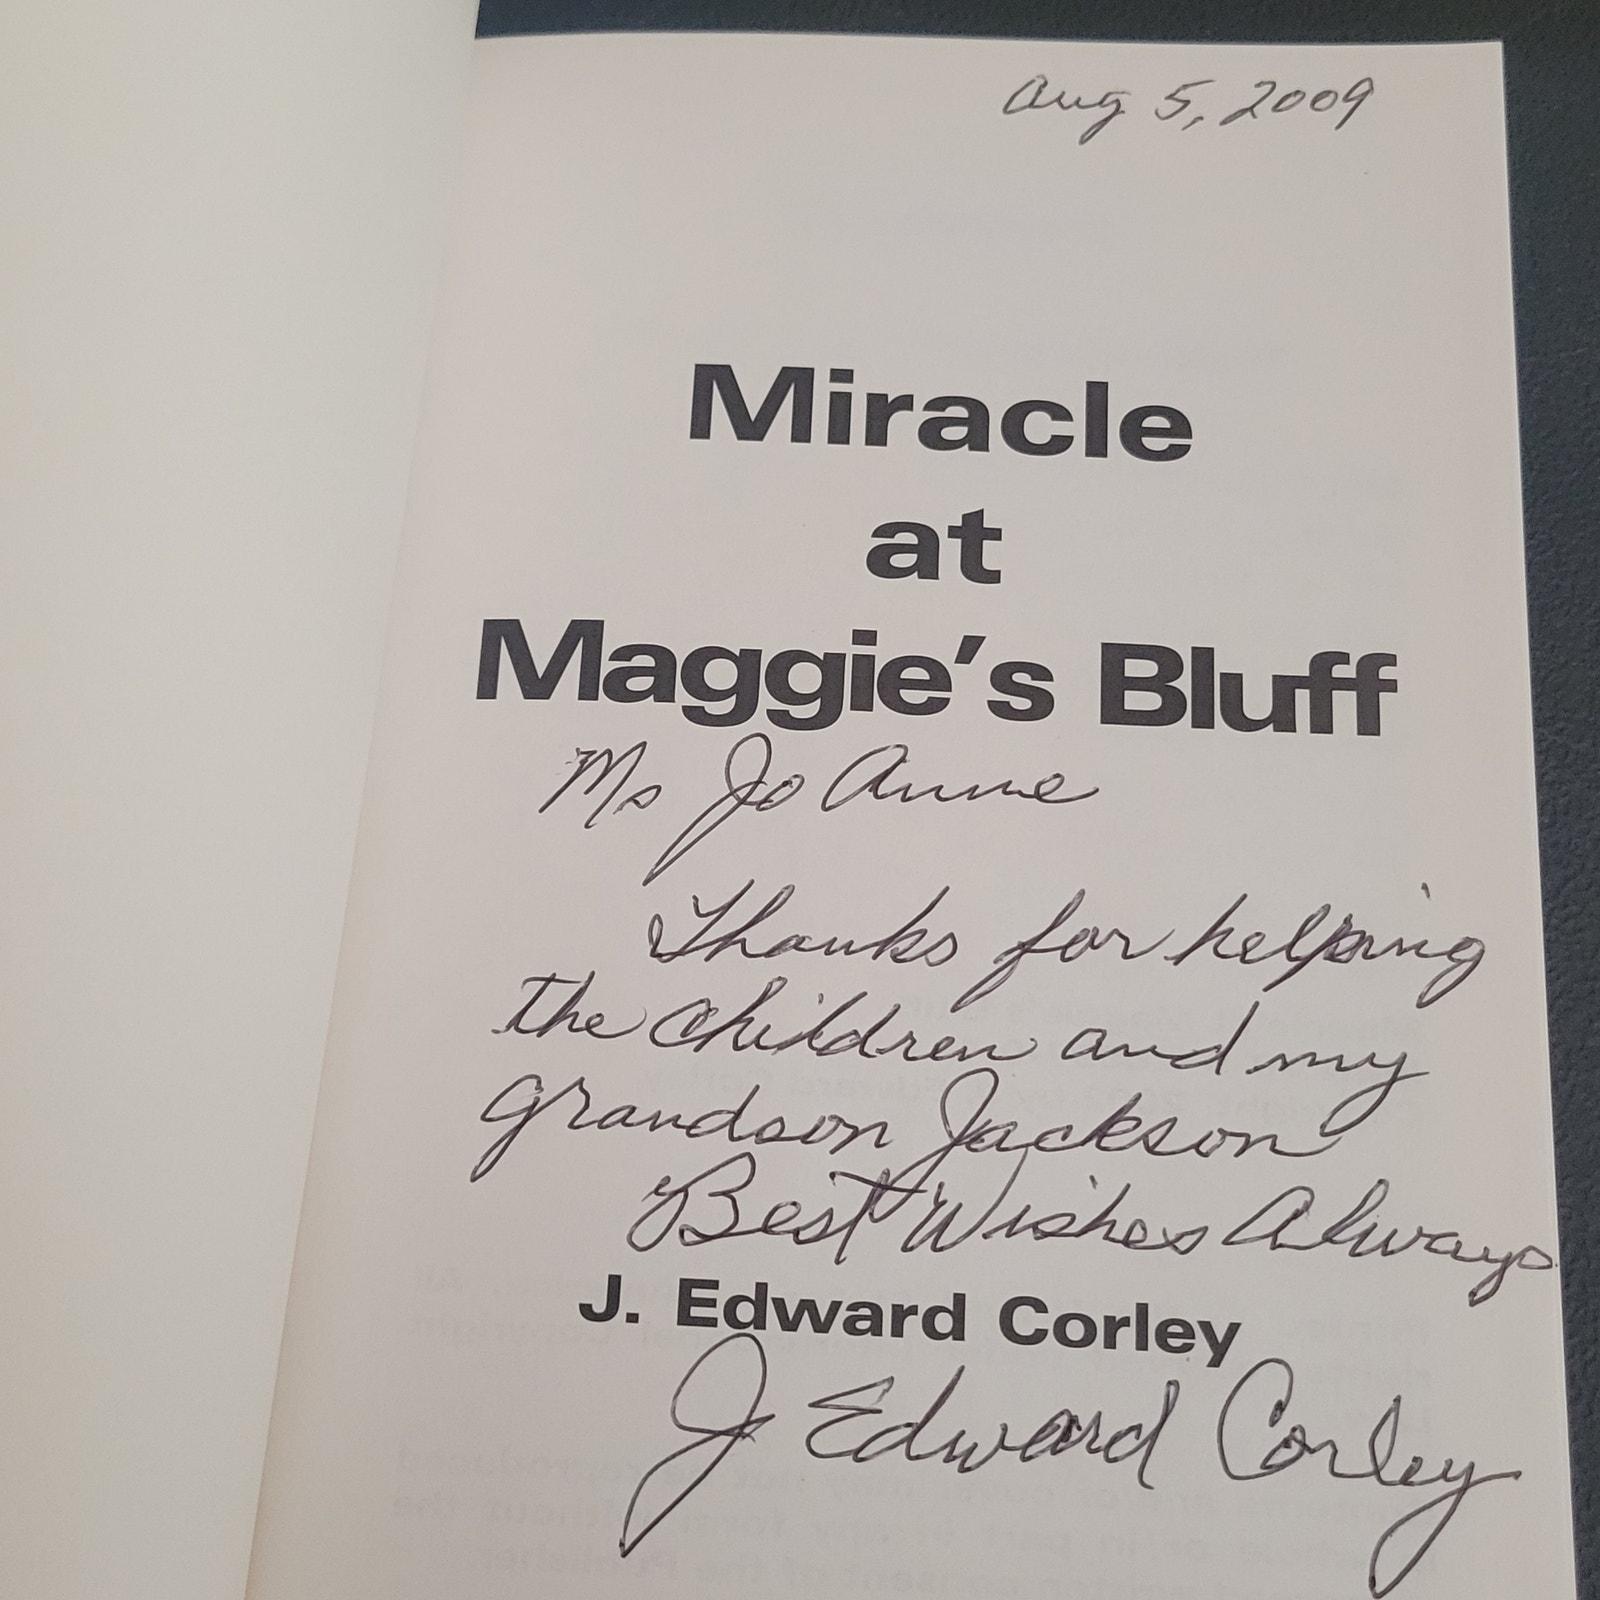 Aug 5, 2009
Miracle
at
Maggie's Bluff
Ms Jo Anne
Thanks for helping
the children and my
grandson Jackson
Best Wishes Always
J. Edward Corley
J Edward Corley